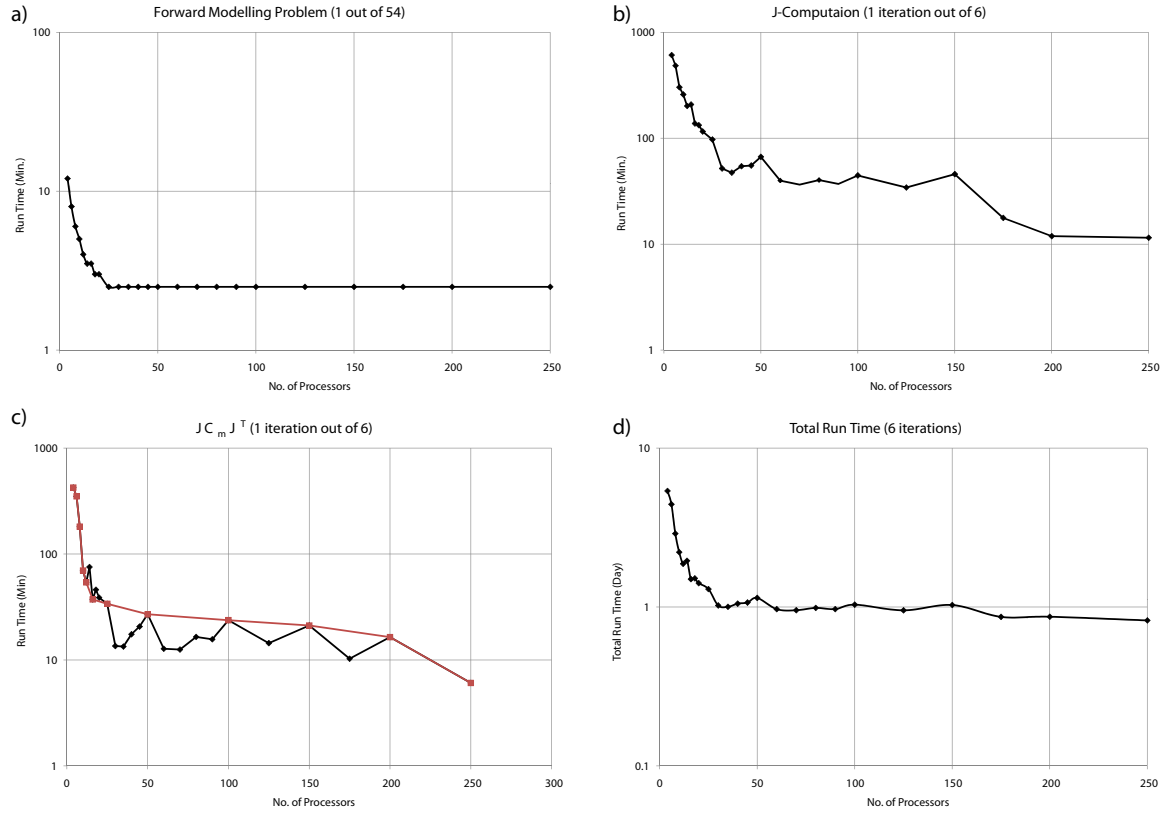 a)
Forward Modelling Problem (1 out of 54)
100
10
1
Run Time (Min.)
0 50 100 150 200 250
No. of Processors
b)
J-Computaion (1 iteration out of 6)
1000
100
10
1
Run Time (Min.)
0 50 100 150 200 250
No. of Processors
c)
J C m J T (1 iteration out of 6)
1000
100
10
1
Run Time (Min)
0 50 100 150 200 250 300
No. of Processors
d)
Total Run Time (6 iterations)
10
1
0.1
Total Run Time (Day)
0 50 100 150 200 250
No. of Processors